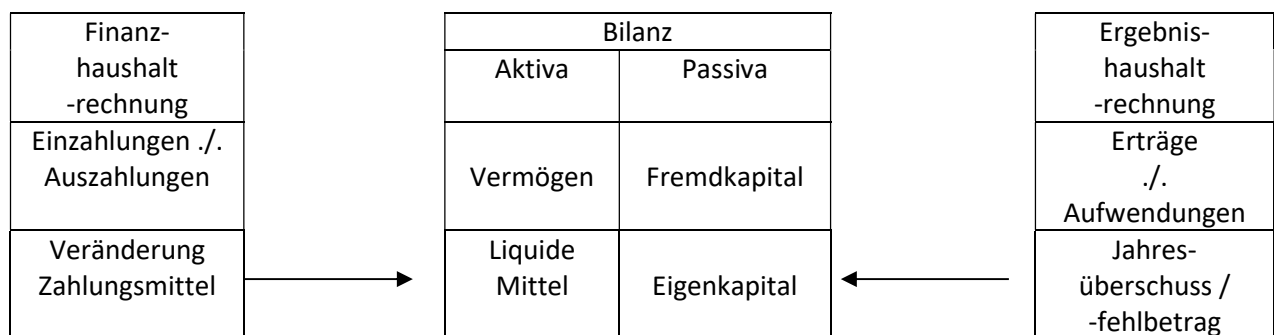 Finanz-
haushalt
-rechnung
Einzahlungen ./.
Auszahlungen
Veränderung
Zahlungsmittel
Bilanz
Aktiva
Passiva
Vermögen
Fremdkapital
Liquide
Mittel
Eigenkapital
Ergebnis-
haushalt
-rechnung
Erträge
./.
Aufwendungen
Jahres-
überschuss /
-fehlbetrag